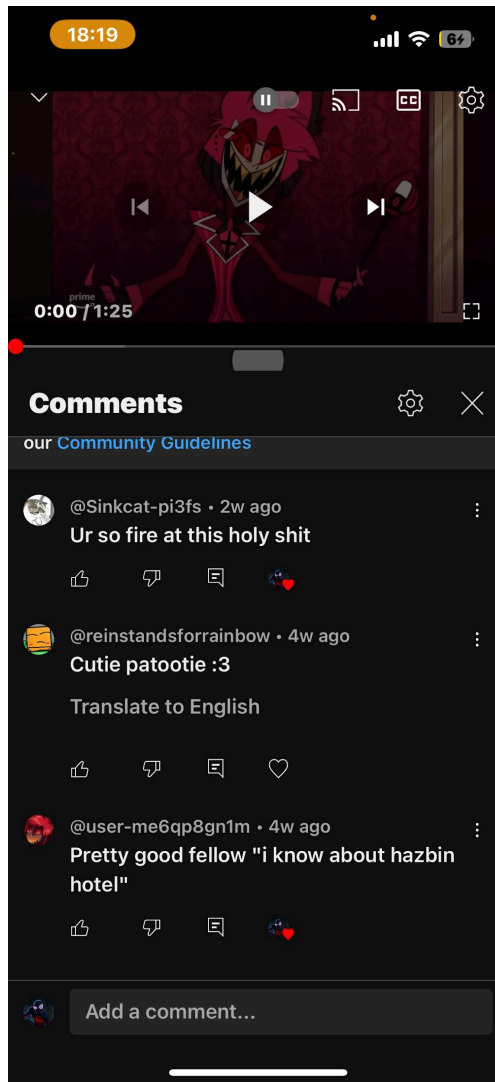 18:19
64
CC
prime
0:00 / 1:25
Comments
our Community Guidelines
@Sinkcat-pi3fs • 2w ago
Ur so fire at this holy shit
@reinstandsforrainbow • 4w ago
Cutie patootie :3
Translate to English
@user-me6qp8gn1m • 4w ago
Pretty good fellow "i know about hazbin
hotel"
Add a comment...